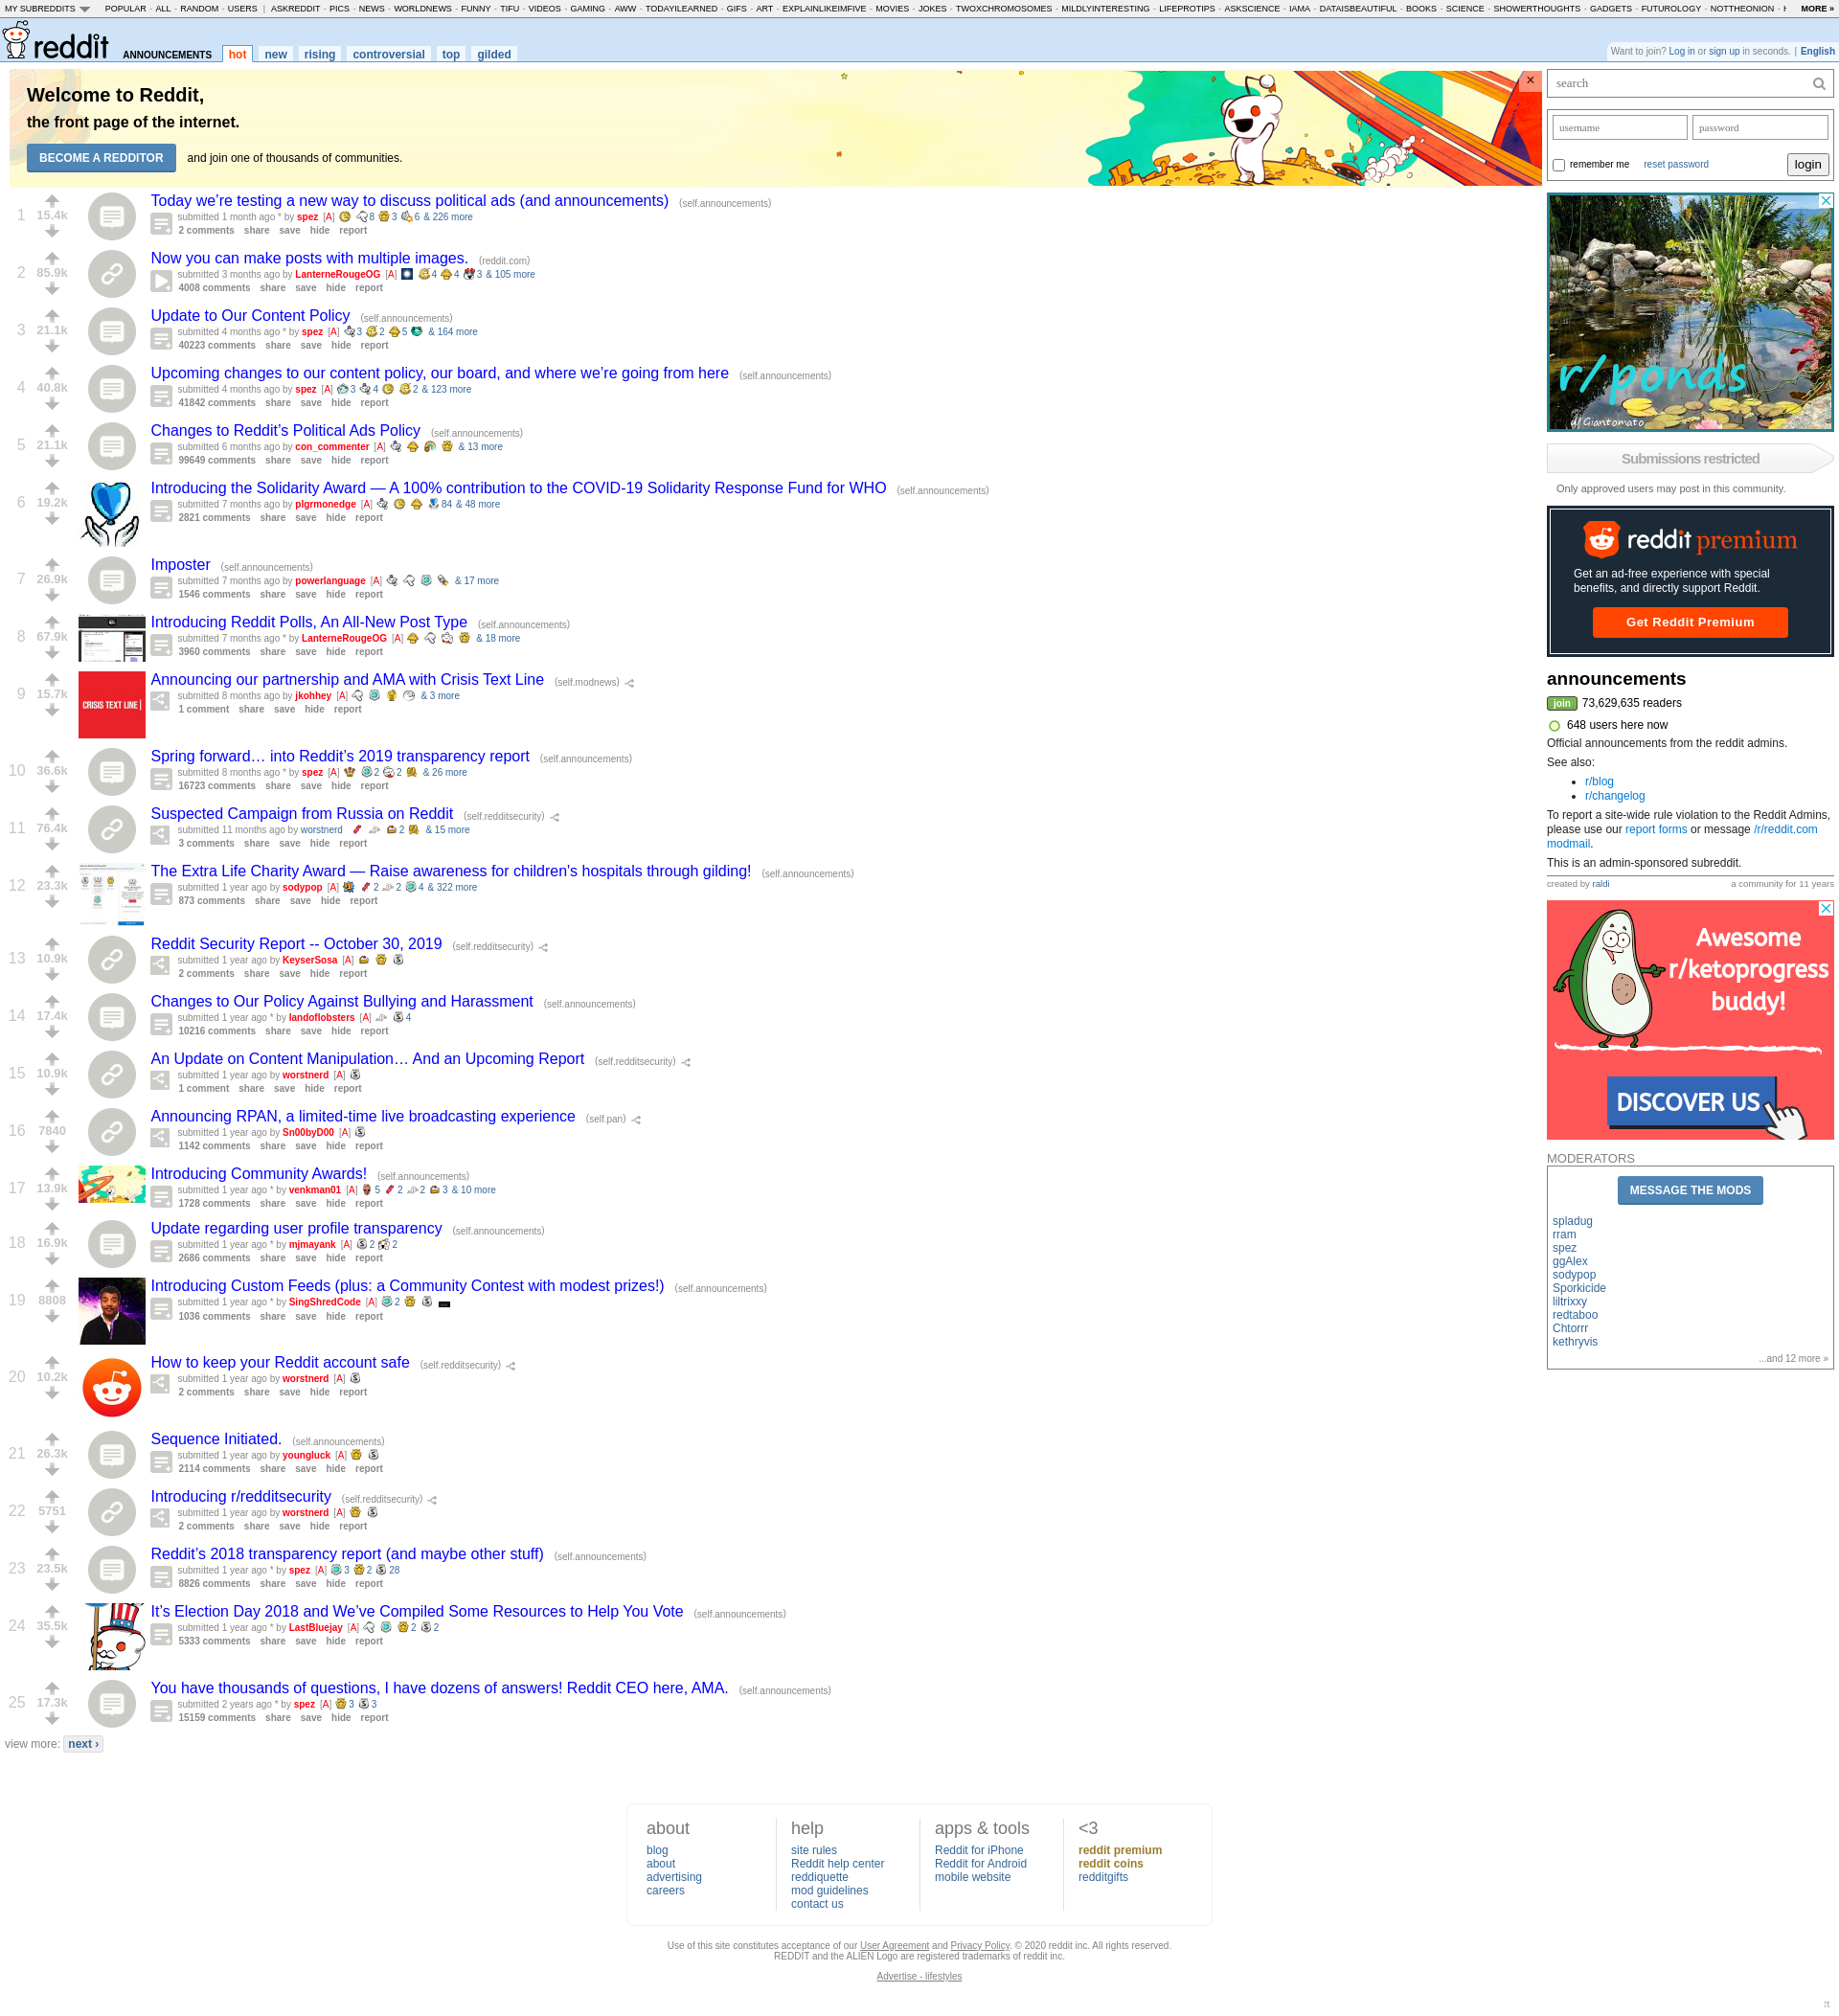 MY SUBREDDITS POPULAR - ALL - RANDOM - USERS | ASKREDDIT - PICS - NEWS - WORLDNEWS - FUNNY - TIFU - VIDEOS - GAMING - AWW - TODAYILEARNED - GIFS - ART - EXPLAINLIKEIMFIVE - MOVIES - JOKES - TWOXCHROMOSOMES - MILDLYINTERESTING - LIFEPROTIPS - ASKSCIENCE - IAMA - DATAISBEAUTIFUL - BOOKS - SCIENCE - SHOWERTHOUGHTS - GADGETS - FUTUROLOGY - NOTTHEONION - MORE »
reddit ANNOUNCEMENTS hot new rising controversial top gilded
Want to join? Log in or sign up in seconds. | English
Welcome to Reddit,
the front page of the internet.
BECOME A REDDITOR and join one of thousands of communities.
1 15.4k
Today we’re testing a new way to discuss political ads (and announcements) (self.announcements)
submitted 1 month ago * by spez [A] 8 3 6 & 226 more
2 comments share save hide report
2 85.9k
Now you can make posts with multiple images. (reddit.com)
submitted 3 months ago by LanterneRougeOG [A] 4 4 3 & 105 more
4008 comments share save hide report
3 21.1k
Update to Our Content Policy (self.announcements)
submitted 4 months ago * by spez [A] 3 2 5 & 164 more
40223 comments share save hide report
4 40.8k
Upcoming changes to our content policy, our board, and where we’re going from here (self.announcements)
submitted 4 months ago * by spez [A] 3 4 2 & 123 more
41842 comments share save hide report
5 21.1k
Changes to Reddit’s Political Ads Policy (self.announcements)
submitted 6 months ago by con_commenter [A] & 13 more
99649 comments share save hide report
6 19.2k
Introducing the Solidarity Award — A 100% contribution to the COVID-19 Solidarity Response Fund for WHO (self.announcements)
submitted 7 months ago by plgrmonedge [A] 84 & 48 more
2821 comments share save hide report
7 26.9k
Imposter (self.announcements)
submitted 7 months ago by powerlanguage [A] & 17 more
1546 comments share save hide report
8 67.9k
Introducing Reddit Polls, An All-New Post Type (self.announcements)
submitted 7 months ago * by LanterneRougeOG [A] & 18 more
3960 comments share save hide report
9 15.7k
CRISIS TEXT LINE|
Announcing our partnership and AMA with Crisis Text Line (self.modnews)
submitted 8 months ago by jkohhey [A] & 3 more
1 comment share save hide report
10 36.6k
Spring forward… into Reddit’s 2019 transparency report (self.announcements)
submitted 8 months ago * by spez [A] 2 2 & 26 more
16723 comments share save hide report
11 76.4k
Suspected Campaign from Russia on Reddit (self.redditsecurity)
submitted 11 months ago by worstnerd 2 & 15 more
3 comments share save hide report
12 23.3k
The Extra Life Charity Award — Raise awareness for children's hospitals through gilding! (self.announcements)
submitted 1 year ago by sodypop [A] 2 2 4 & 322 more
873 comments share save hide report
13 10.9k
Reddit Security Report -- October 30, 2019 (self.redditsecurity)
submitted 1 year ago by KeyserSosa [A]
2 comments share save hide report
14 17.4k
Changes to Our Policy Against Bullying and Harassment (self.announcements)
submitted 1 year ago * by landoflobsters [A] 4
10216 comments share save hide report
15 10.9k
An Update on Content Manipulation… And an Upcoming Report (self.redditsecurity)
submitted 1 year ago by worstnerd [A]
1 comment share save hide report
16 7840
Announcing RPAN, a limited-time live broadcasting experience (self.pan)
submitted 1 year ago by Sn00byD00 [A]
1142 comments share save hide report
17 13.9k
Introducing Community Awards! (self.announcements)
submitted 1 year ago * by venkman01 [A] 5 2 2 3 & 10 more
1728 comments share save hide report
18 16.9k
Update regarding user profile transparency (self.announcements)
submitted 1 year ago * by mjmayank [A] 2 2
2686 comments share save hide report
19 8808
Introducing Custom Feeds (plus: a Community Contest with modest prizes!) (self.announcements)
submitted 1 year ago * by SingShredCode [A] 2
1036 comments share save hide report
20 10.2k
How to keep your Reddit account safe (self.redditsecurity)
submitted 1 year ago by worstnerd [A]
2 comments share save hide report
21 26.3k
Sequence Initiated. (self.announcements)
submitted 1 year ago by youngluck [A]
2114 comments share save hide report
22 5751
Introducing r/redditsecurity (self.redditsecurity)
submitted 1 year ago by worstnerd [A]
2 comments share save hide report
23 23.5k
Reddit’s 2018 transparency report (and maybe other stuff) (self.announcements)
submitted 1 year ago * by spez [A] 3 2 28
8826 comments share save hide report
24 35.5k
It’s Election Day 2018 and We’ve Compiled Some Resources to Help You Vote (self.announcements)
submitted 1 year ago * by LastBluejay [A] 2 2
5333 comments share save hide report
25 17.3k
You have thousands of questions, I have dozens of answers! Reddit CEO here, AMA. (self.announcements)
submitted 2 years ago * by spez [A] 3 3
15159 comments share save hide report
view more: next ›
search
username password
remember me reset password login
r/ponds
u/Giantomato
Submissions restricted
Only approved users may post in this community.
reddit premium
Get an ad-free experience with special
benefits, and directly support Reddit.
Get Reddit Premium
announcements
join 73,629,635 readers
648 users here now
Official announcements from the reddit admins.
See also:
• r/blog
• r/changelog
To report a site-wide rule violation to the Reddit Admins,
please use our report forms or message /r/reddit.com
modmail.
This is an admin-sponsored subreddit.
created by raldi a community for 11 years
Awesome
r/ketoprogress
buddy!
DISCOVER US
MODERATORS
MESSAGE THE MODS
spladug
rram
spez
ggAlex
sodypop
Sporkicide
liltrixxy
redtaboo
Chtorrr
kethryvis
...and 12 more »
about
blog
about
advertising
careers
help
site rules
Reddit help center
reddiquette
mod guidelines
contact us
apps & tools
Reddit for iPhone
Reddit for Android
mobile website
<3
reddit premium
reddit coins
redditgifts
Use of this site constitutes acceptance of our User Agreement and Privacy Policy. © 2020 reddit inc. All rights reserved.
REDDIT and the ALIEN Logo are registered trademarks of reddit inc.
Advertise - lifestyles
π